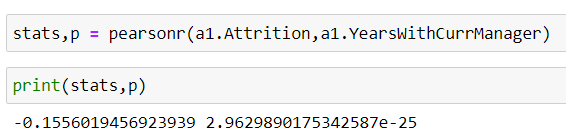 stats,p = pearsonr(a1.Attrition,a1.YearsWithCurrManager)
print(stats,p)
-0.1556019456923939 2.9629890175342587e-25